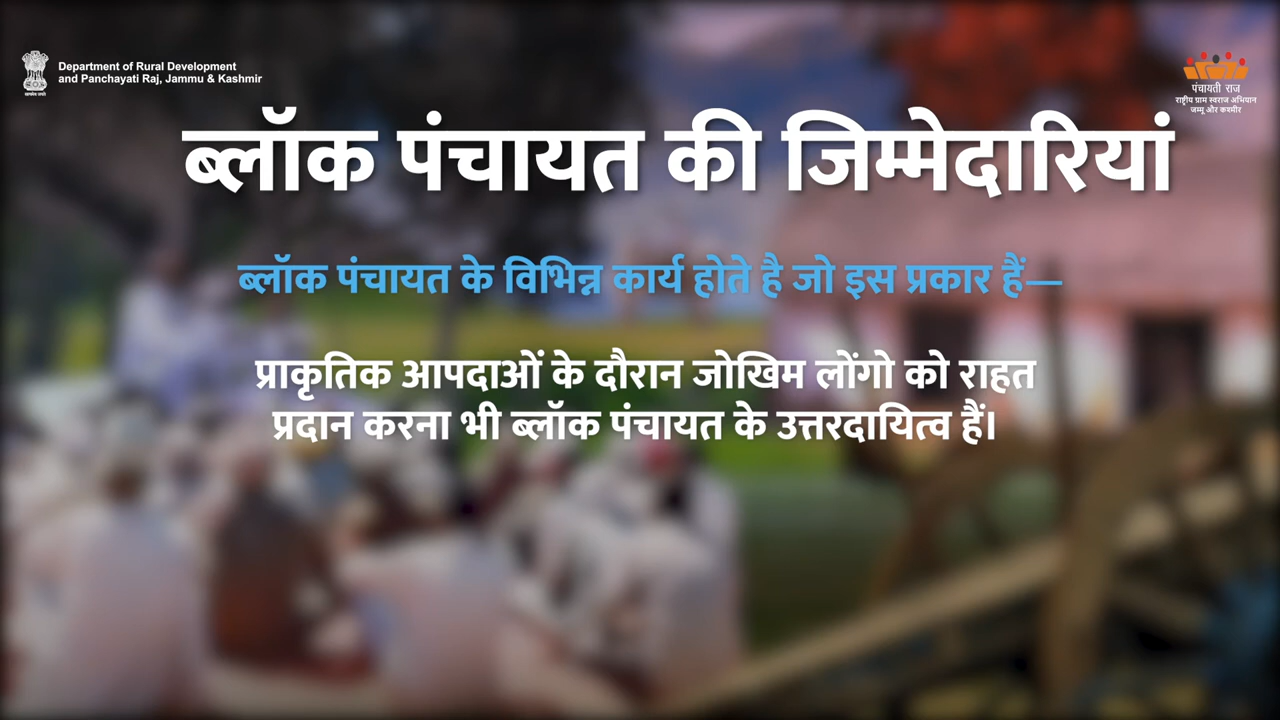 Department of Rural Development
and Panchayati Raj, Jammu & Kashmir
पंचायती राज
राष्ट्रीय ग्राम स्वराज अभियान
जम्मू और कश्मीर
ब्लॉक पंचायत की जिम्मेदारियां
ब्लॉक पंचायत के विभिन्न कार्य होते है जो इस प्रकार हैं—
प्राकृतिक आपदाओं के दौरान जोखिम लोंगो को राहत
प्रदान करना भी ब्लॉक पंचायत के उत्तरदायित्व हैं।